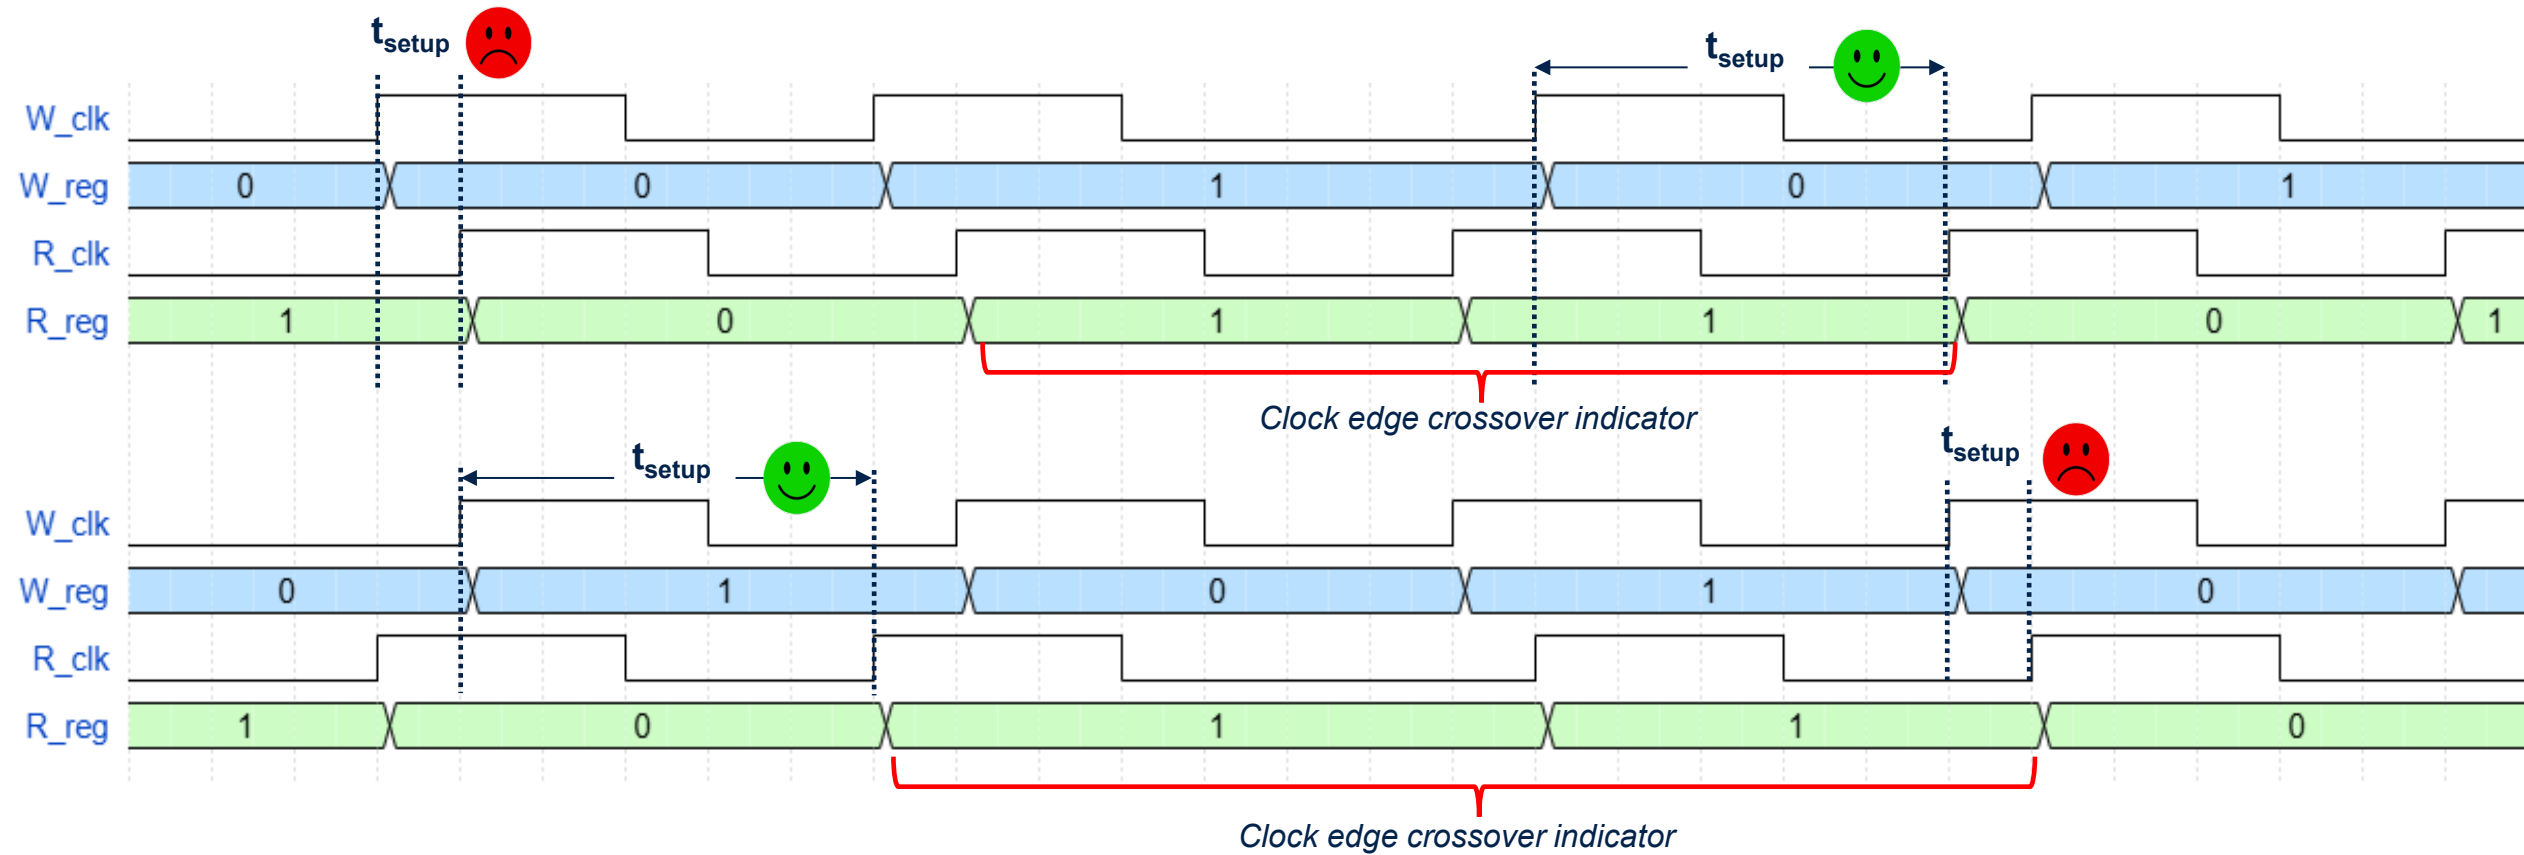 tsetup
tsetup
W_clk
W_reg 0 0 1 0 1
R_clk
R_reg 1 0 1 1 0 1
Clock edge crossover indicator
tsetup
tsetup
W_clk
W_reg 0 1 0 1 0
R_clk
R_reg 1 0 1 1 0
Clock edge crossover indicator